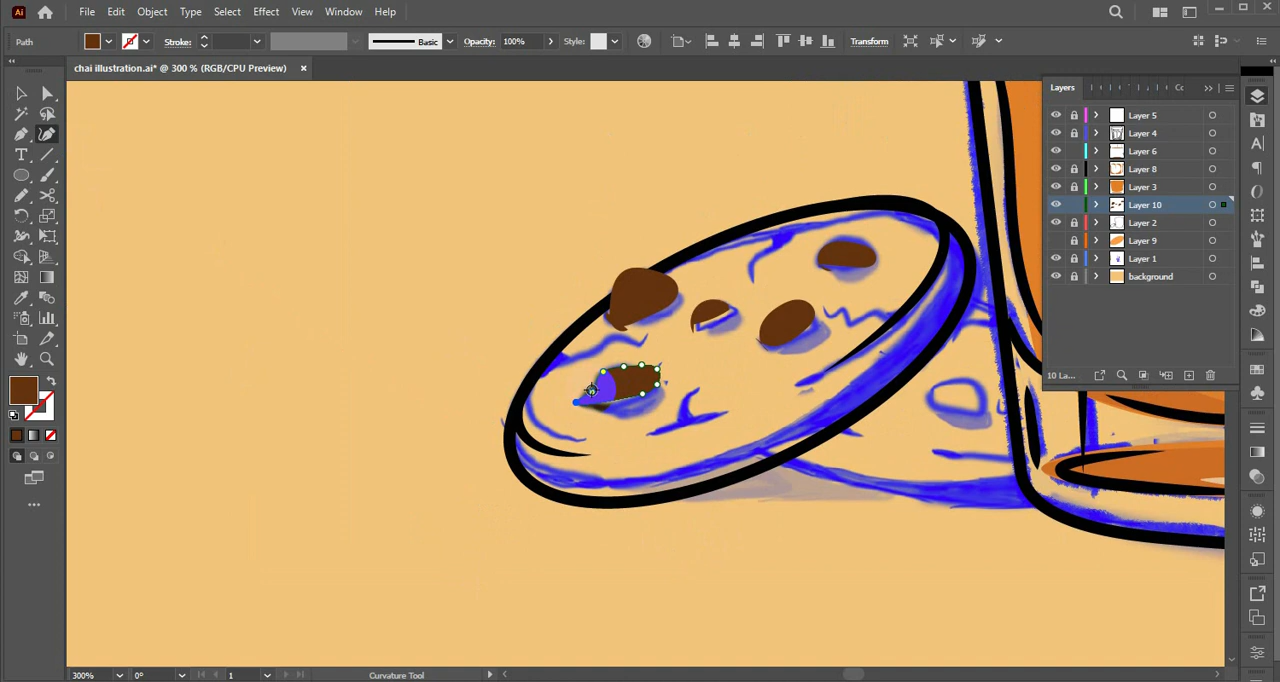 Ai File Edit Object Type Select Effect View Window Help
Path Stroke: Basic Opacity: 100% Style: Transform
chai illustration.ai* @ 300 % (RGB/CPU Preview) ×
Layers
Layer 5
Layer 4
Layer 6
Layer 8
Layer 3
Layer 10
Layer 2
Layer 9
Layer 1
background
10 La...
300% 0° 1 Curvature Tool